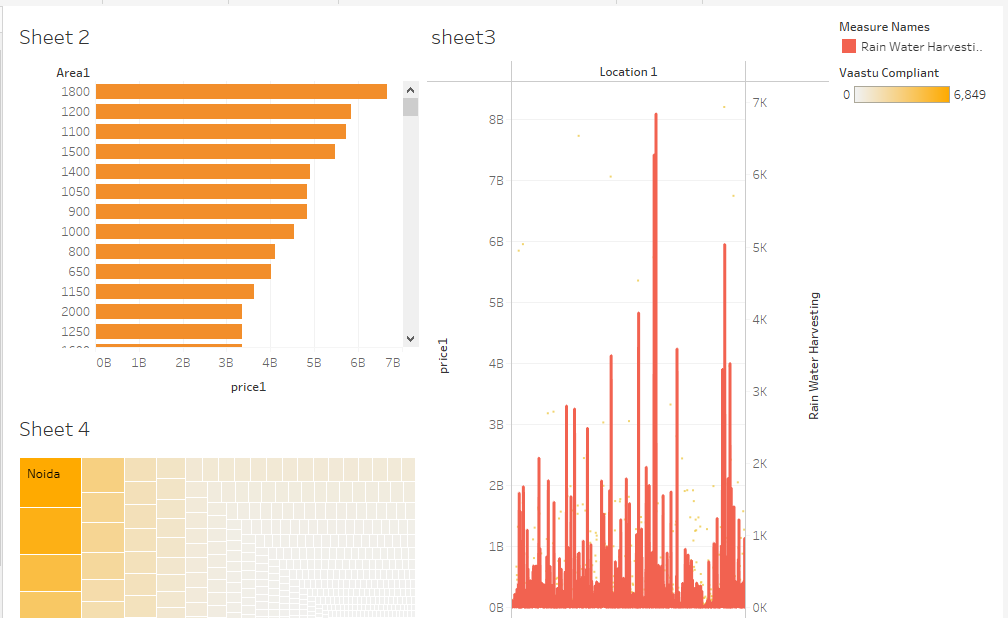 Sheet 2
Area1
1800
1200
1100
1500
1400
1050
900
1000
800
650
1150
2000
1250
0B 1B 2B 3B 4B 5B 6B 7B
price1
Sheet 4
Noida
sheet3
Location 1
8B
7B
6B
5B
4B
3B
2B
1B
0B
price1
7K
6K
5K
4K
3K
2K
1K
0K
Rain Water Harvesting
Measure Names
Rain Water Harvesti..
Vaastu Compliant
0 6,849